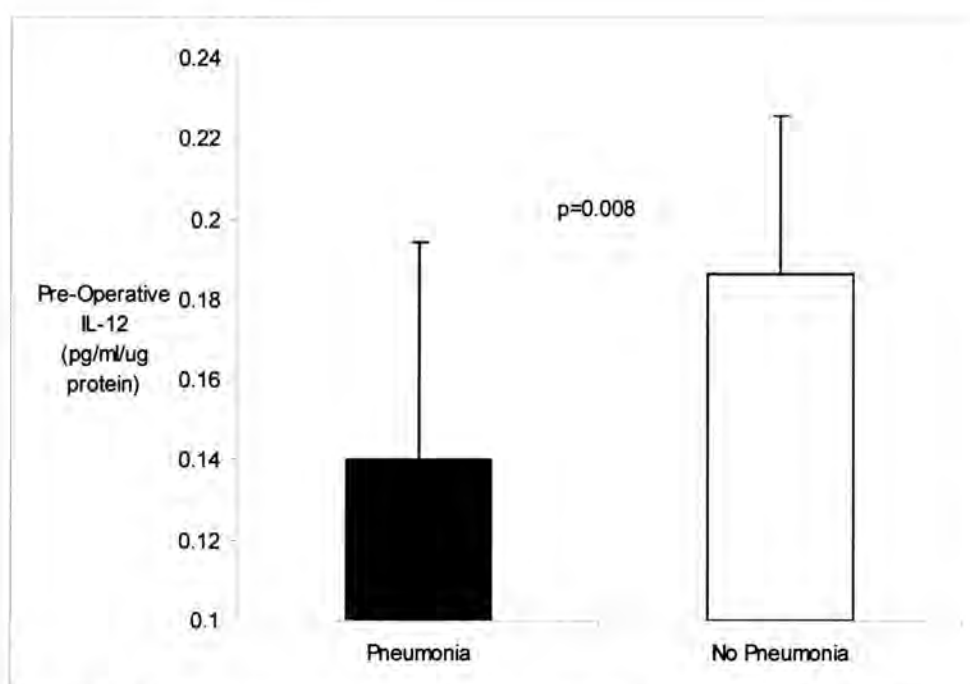 0.24
0.22
0.2
0.18
0.16
0.14
0.12
0.1
Pre-Operative
IL-12
(pg/ml/ug
protein)
p=0.008
Pneumonia
No Pneumonia